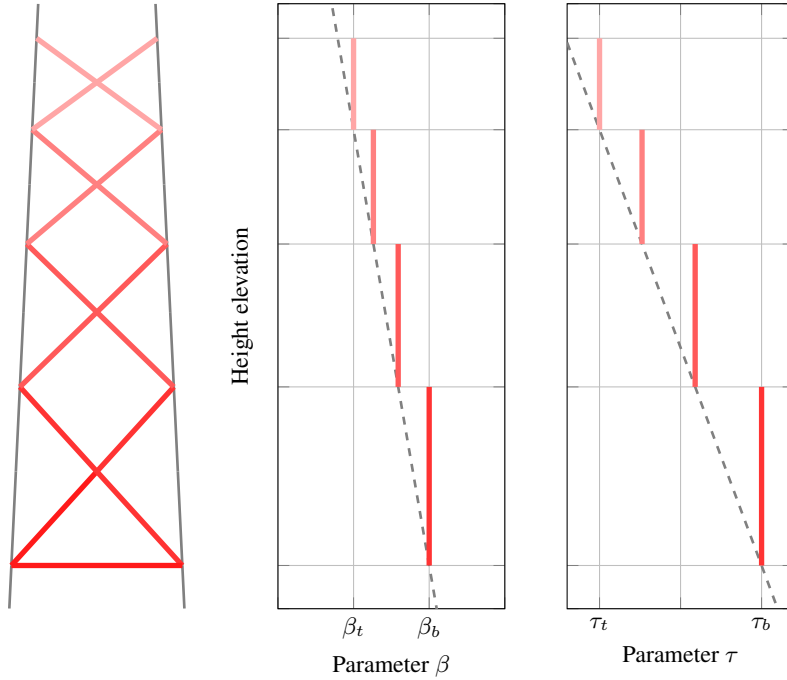 Height elevation
β_t
β_b
Parameter β
τ_t
τ_b
Parameter τ